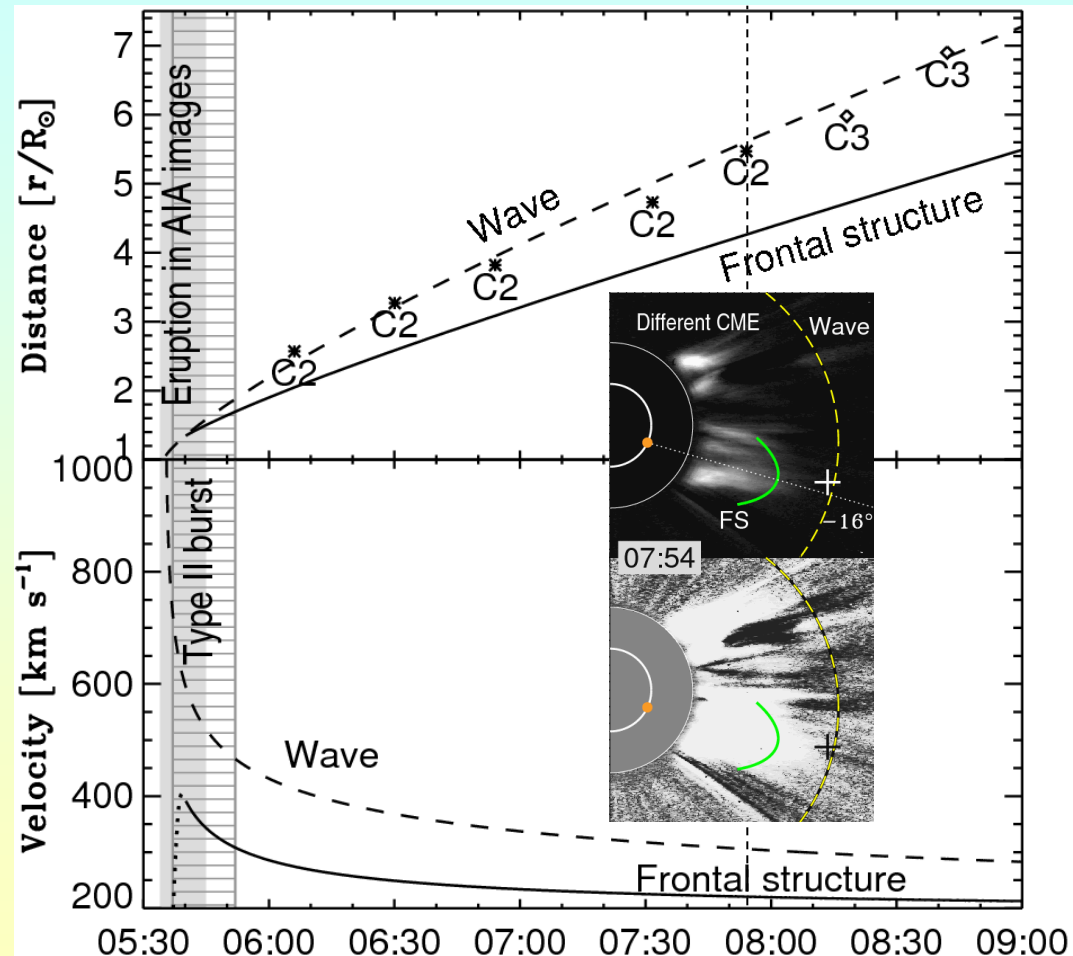 Distance [r/R⊙]
7
6
5
4
3
2
1
Eruption in AIA images
Wave
Frontal structure
C2
C2
C2
C2
C2
C3
C3
Different CME
Wave
FS
−16°
07:54
Velocity [km s⁻¹]
1000
800
600
400
200
Type II burst
Wave
Frontal structure
05:30 06:00 06:30 07:00 07:30 08:00 08:30 09:00